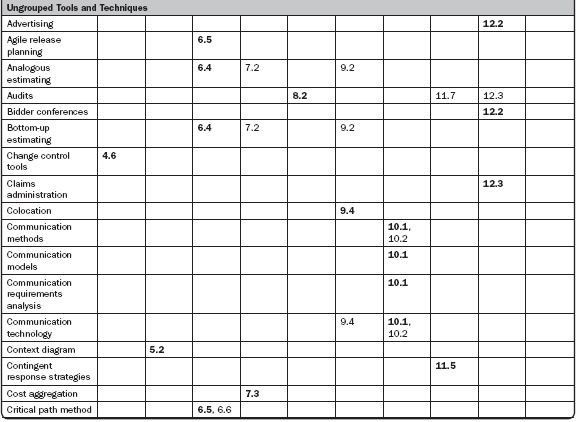 Ungrouped Tools and Techniques
Advertising 12.2
Agile release 6.5
planning
Analogous 6.4 7.2 9.2
estimating
Audits 8.2 11.7 12.3
Bidder conferences 12.2
Bottom-up 6.4 7.2 9.2
estimating
Change control 4.6
tools
Claims 12.3
administration
Colocation 9.4
Communication 10.1,
methods 10.2
Communication 10.1
models
Communication 10.1
requirements
analysis
Communication 9.4 10.1,
technology 10.2
Context diagram 5.2
Contingent 11.5
response strategies
Cost aggregation 7.3
Critical path method 6.5, 6.6